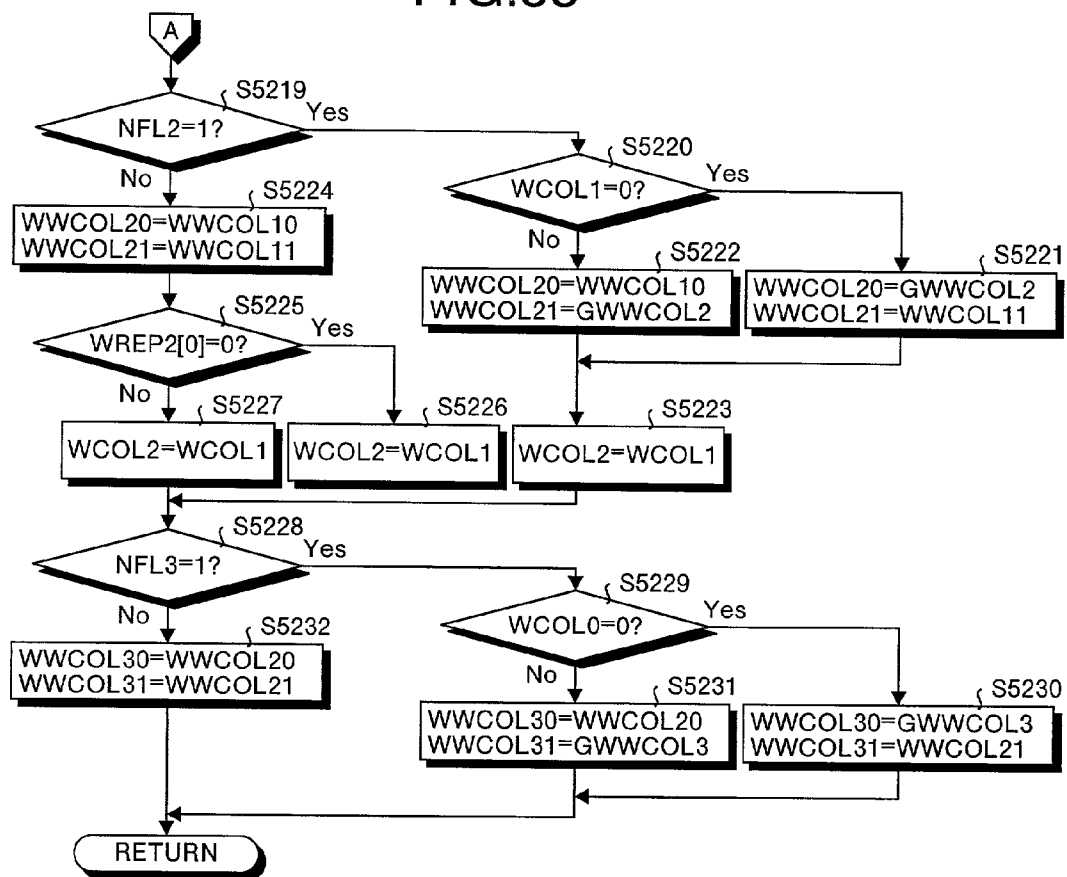 A
S5219
NFL2=1?
Yes
No
S5220
WCOL1=0?
Yes
No
S5224
WWCOL20=WWCOL10
WWCOL21=WWCOL11
S5222
WWCOL20=WWCOL10
WWCOL21=GWWCOL2
S5221
WWCOL20=GWWCOL2
WWCOL21=WWCOL11
S5225
WREP2[0]=0?
Yes
No
S5227
WCOL2=WCOL1
S5226
WCOL2=WCOL1
S5223
WCOL2=WCOL1
S5228
NFL3=1?
Yes
No
S5229
WCOL0=0?
Yes
No
S5232
WWCOL30=WWCOL20
WWCOL31=WWCOL21
S5231
WWCOL30=WWCOL20
WWCOL31=GWWCOL3
S5230
WWCOL30=GWWCOL3
WWCOL31=WWCOL21
RETURN